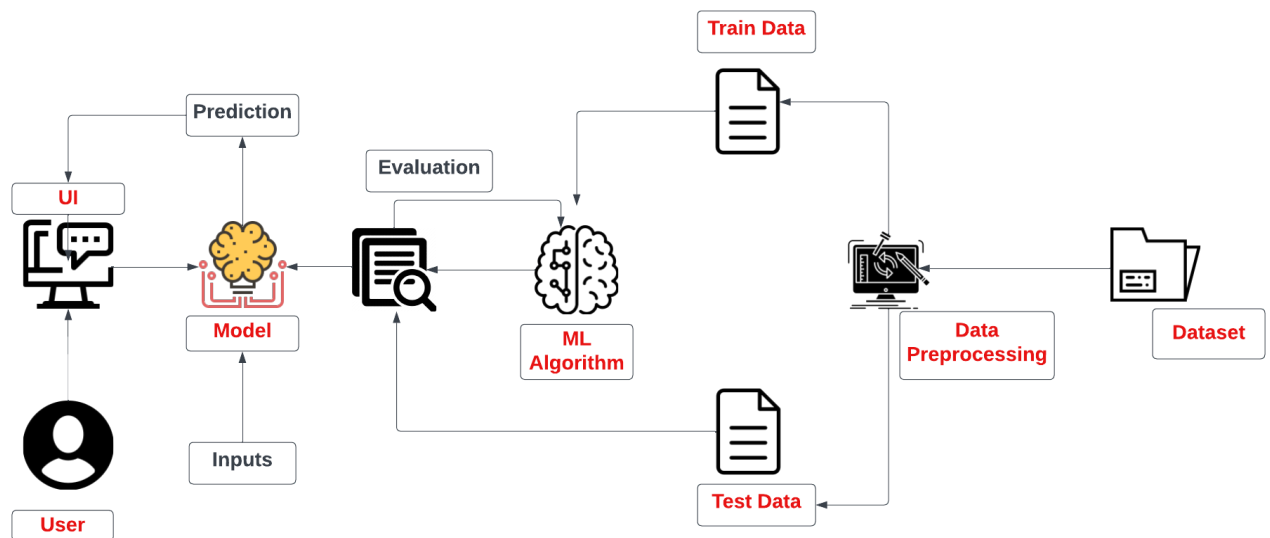 Train Data
Prediction
Evaluation
UI
Model
ML
Algorithm
Data
Preprocessing
Dataset
Inputs
Test Data
User